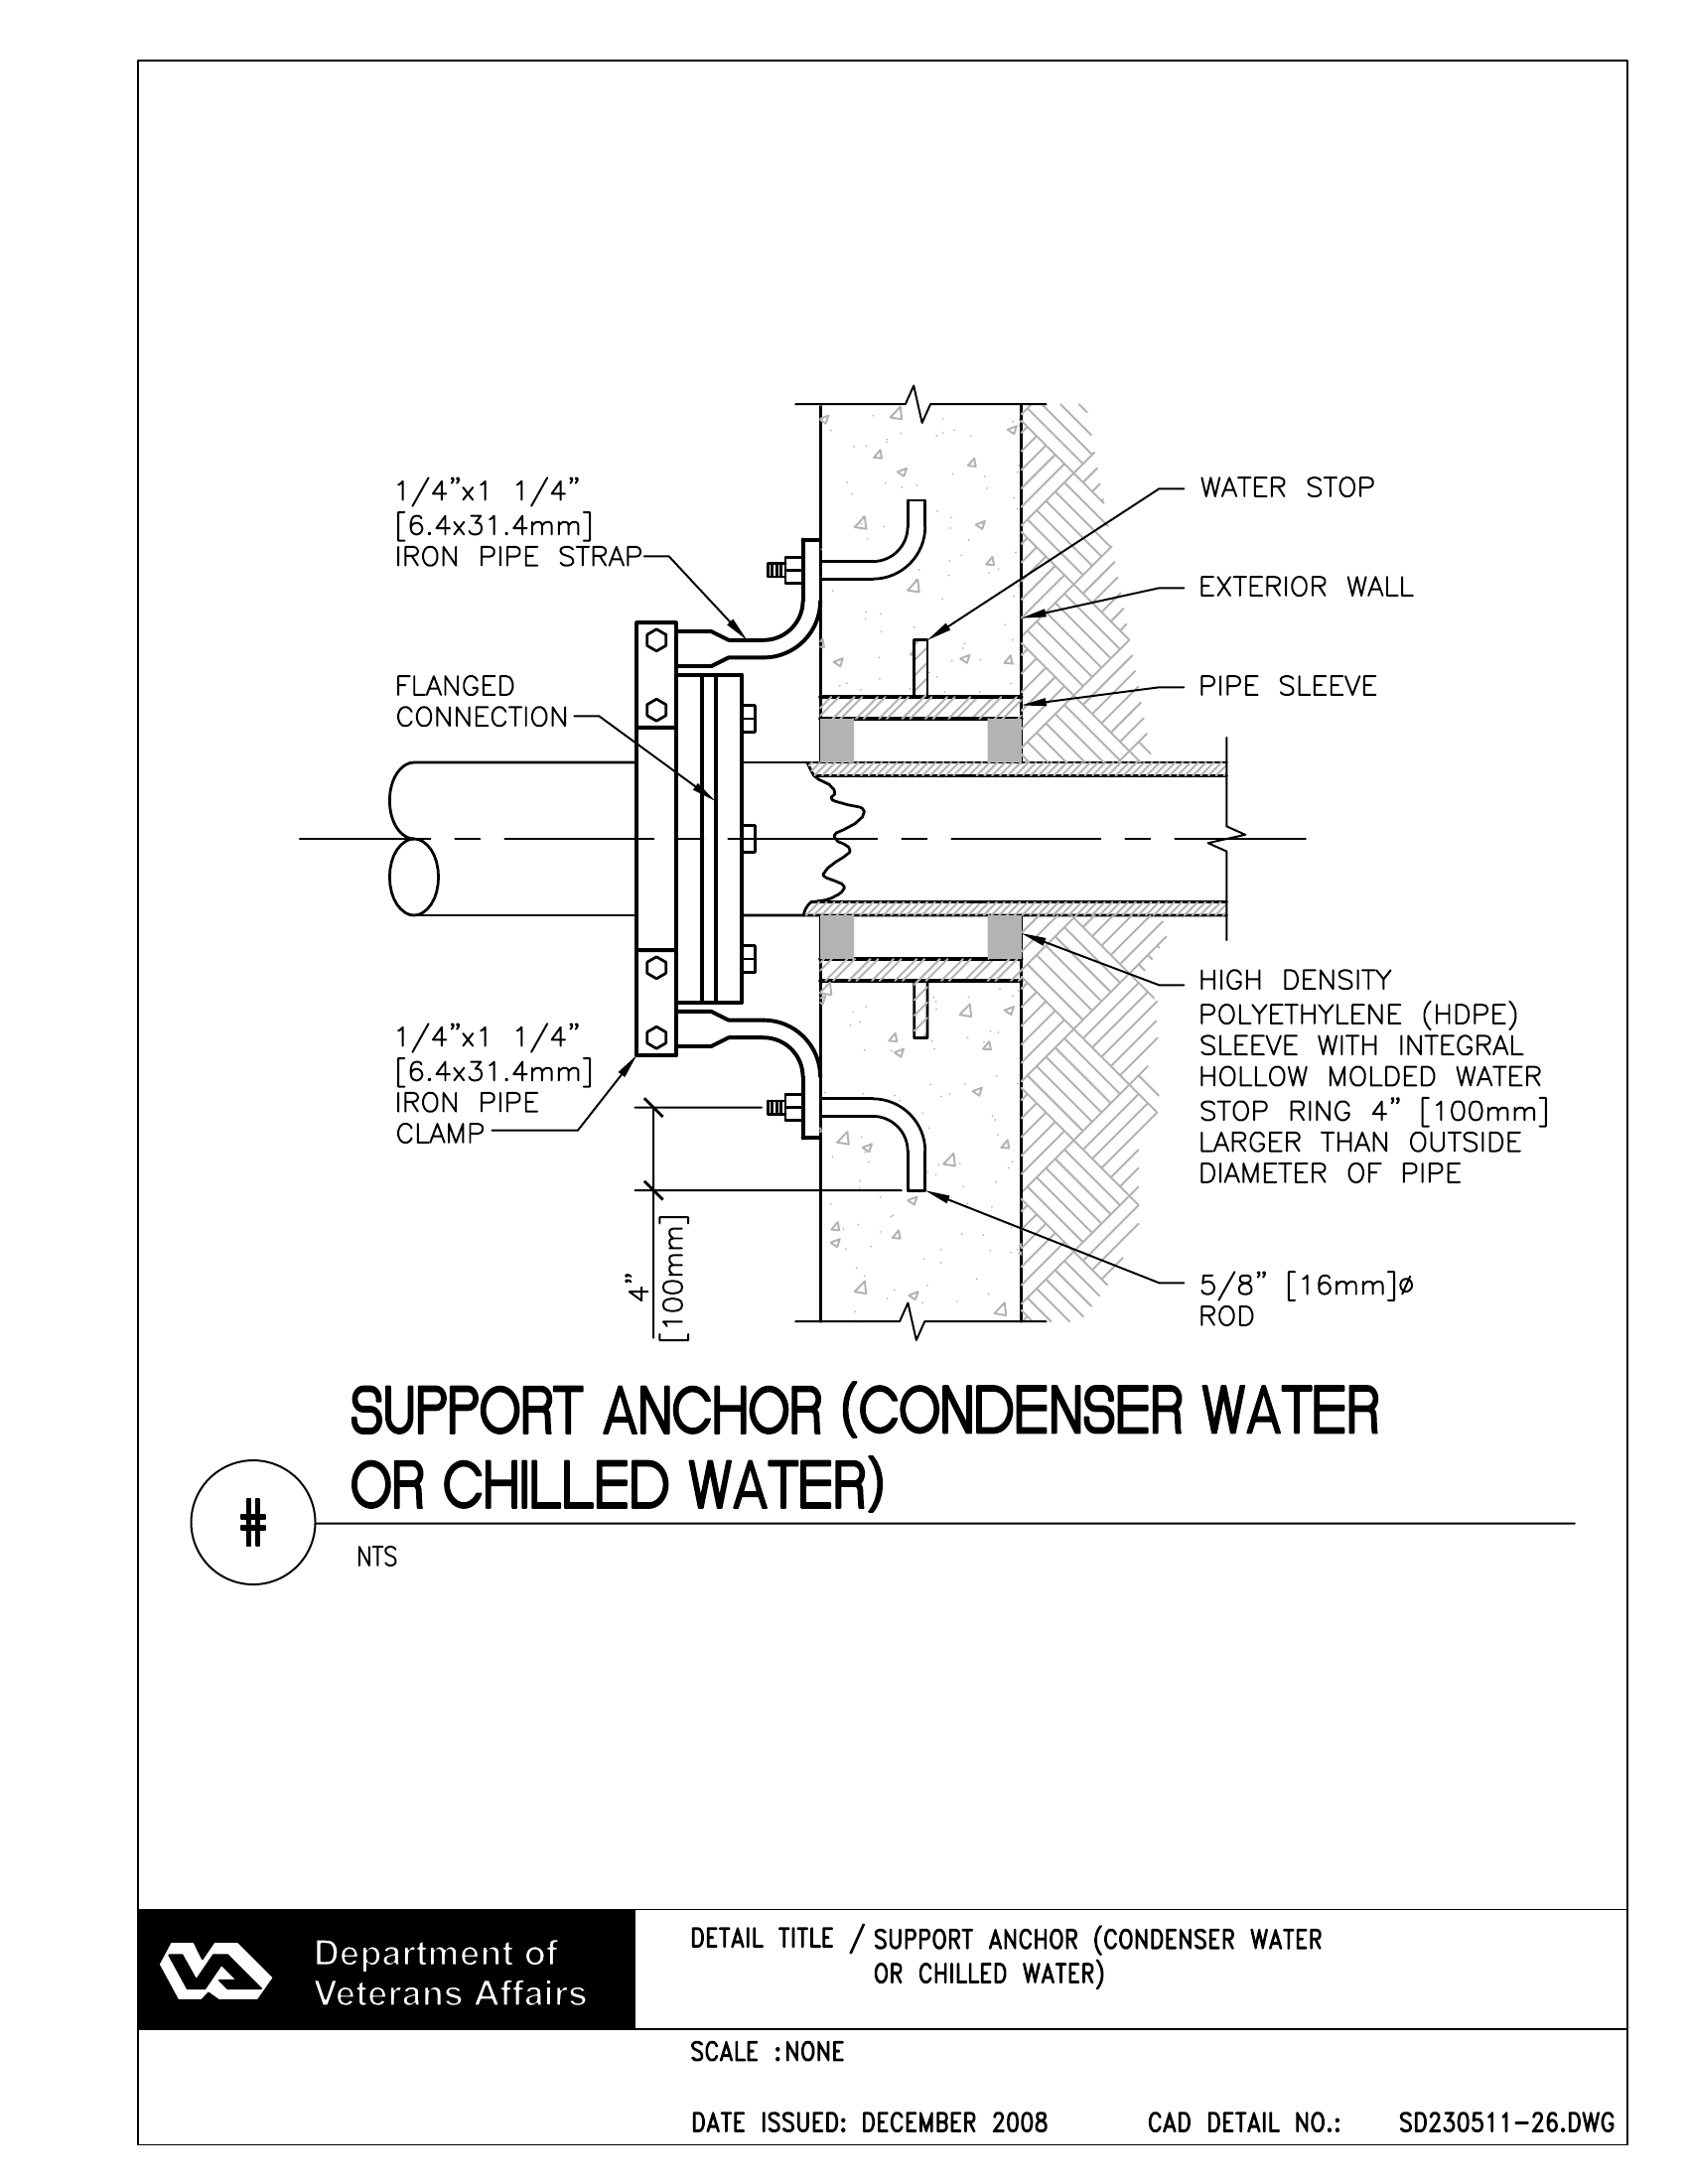 1/4"x1 1/4"
[6.4x31.4mm]
IRON PIPE STRAP
FLANGED
CONNECTION
1/4"x1 1/4"
[6.4x31.4mm]
IRON PIPE
CLAMP
4"
[100mm]
WATER STOP
EXTERIOR WALL
PIPE SLEEVE
HIGH DENSITY
POLYETHYLENE (HDPE)
SLEEVE WITH INTEGRAL
HOLLOW MOLDED WATER
STOP RING 4" [100mm]
LARGER THAN OUTSIDE
DIAMETER OF PIPE
5/8" [16mm]ø
ROD
SUPPORT ANCHOR (CONDENSER WATER
OR CHILLED WATER)
#
NTS
VA
Department of
Veterans Affairs
DETAIL TITLE / SUPPORT ANCHOR (CONDENSER WATER
OR CHILLED WATER)
SCALE :NONE
DATE ISSUED: DECEMBER 2008 CAD DETAIL NO.: SD230511-26.DWG